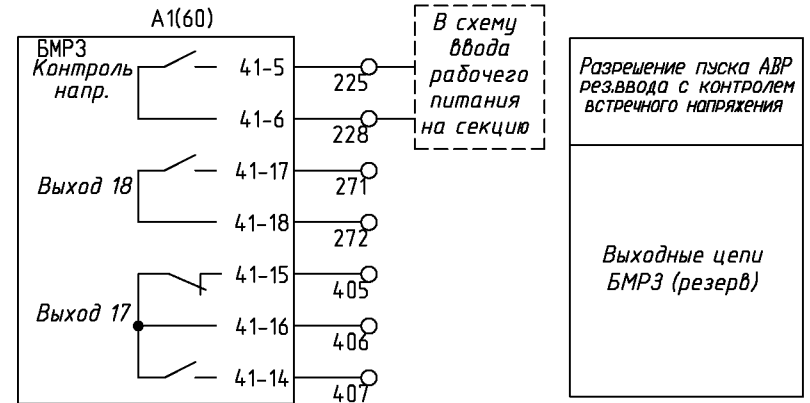 А1(60)
БМРЗ
Контроль
напр.
41-5
225
41-6
228
Выход 18
41-17
271
41-18
272
Выход 17
41-15
405
41-16
406
41-14
407
В схему
ввода
рабочего
питания
на секцию
Разрешение пуска АВР
рез.ввода с контролем
встречного напряжения
Выходные цепи
БМРЗ (резерв)